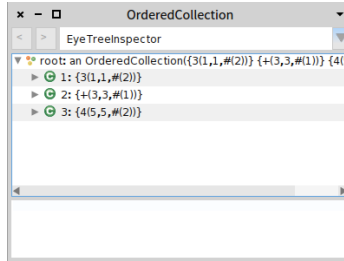 OrderedCollection
EyeTreeInspector
root: an OrderedCollection({3(1,1,#(2))} {+(3,3,#(1))} {4(
1: {3(1,1,#(2))}
2: {+(3,3,#(1))}
3: {4(5,5,#(2))}